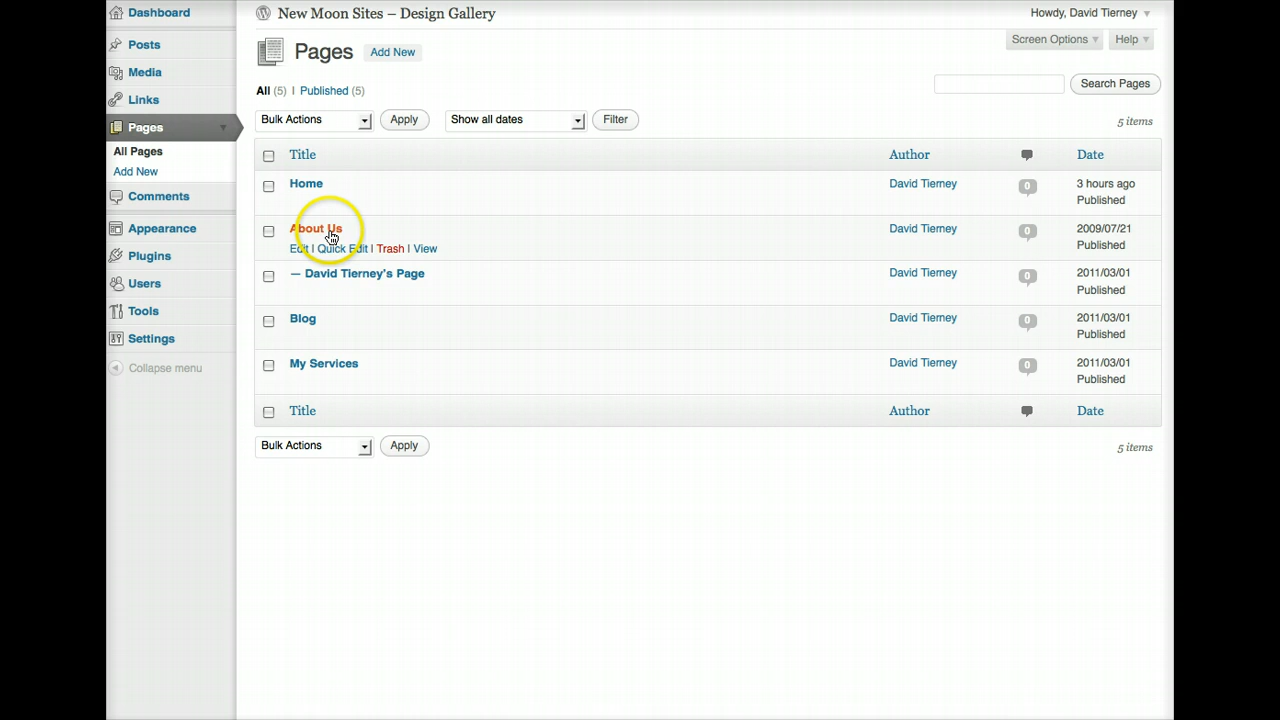 Dashboard
New Moon Sites – Design Gallery
Howdy, David Tierney
Screen Options
Help
Posts
Media
Links
Pages
All Pages
Add New
Comments
Appearance
Plugins
Users
Tools
Settings
Collapse menu
Pages Add New
All (5) | Published (5)
Search Pages
Bulk Actions Apply Show all dates Filter
5 items
Title Author Date
Home David Tierney 0 3 hours ago
Published
About Us David Tierney 0 2009/07/21
Edit | Quick Edit | Trash | View Published
— David Tierney's Page David Tierney 0 2011/03/01
Published
Blog David Tierney 0 2011/03/01
Published
My Services David Tierney 0 2011/03/01
Published
Title Author Date
Bulk Actions Apply
5 items